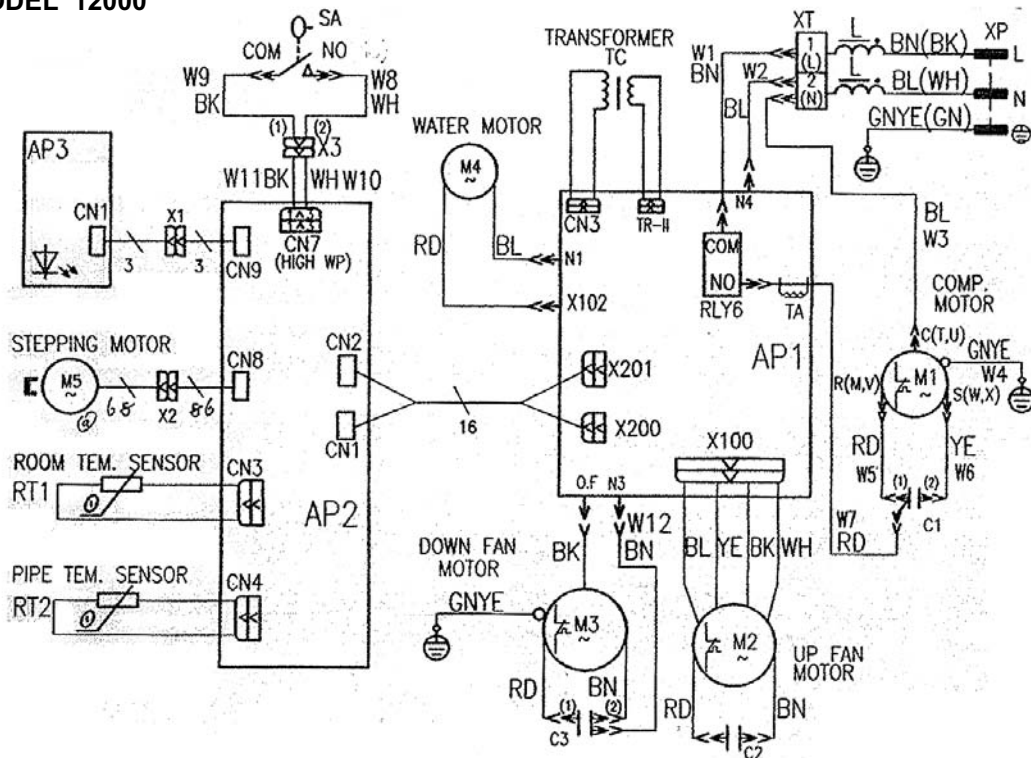 MODEL 12000
SA
COM NO
W9
BK
W8
WH
(1) (2)
X3
W11 BK WH W10
CN7
(HIGH WP)
AP3
CN1
X1
3 3
CN9
STEPPING MOTOR
M5
~
X2
CN8
ROOM TEM. SENSOR
RT1
CN3
PIPE TEM. SENSOR
RT2
CN4
AP2
CN2
CN1
16
WATER MOTOR
M4
~
RD
BL
N1
X102
TRANSFORMER
TC
CN3
TR-II
W1
BN
W2
BL
N4
XT
1
(L)
2
(N)
L
L
BN(BK)
BL(WH)
GNYE(GN)
XP
L
N
COM
NO
RLY6
TA
AP1
X201
X200
X100
O.F N3
BL
W3
COMP.
MOTOR
C(T,U)
GNYE
W4
R(M,V)
M1
~
S(W,X)
RD
W5
YE
W6
(1) (2)
C1
W7
RD
W12
BK
BN
DOWN FAN
MOTOR
GNYE
M3
~
RD
BN
(1) (2)
C3
BL YE BK WH
M2
~
UP FAN
MOTOR
RD
BN
C2